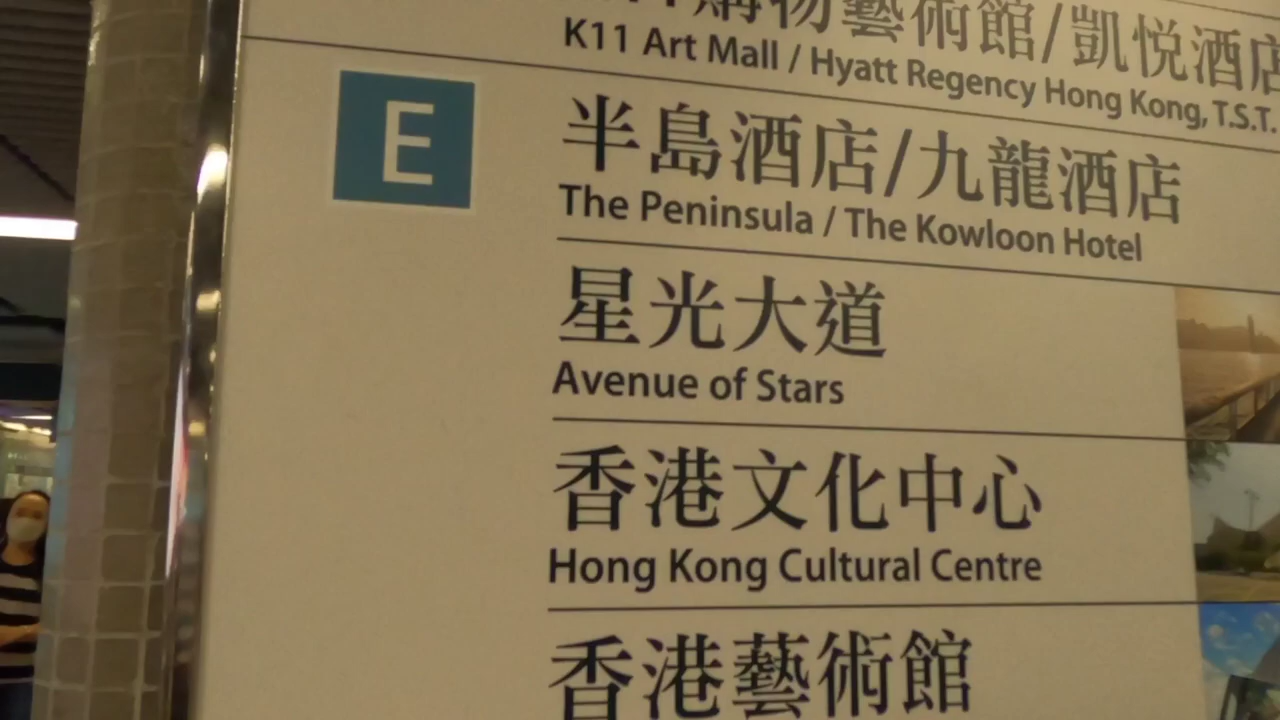 購物藝術館/凱悦酒店
K11 Art Mall / Hyatt Regency Hong Kong, T.S.T.
E
半島酒店/九龍酒店
The Peninsula / The Kowloon Hotel
星光大道
Avenue of Stars
香港文化中心
Hong Kong Cultural Centre
香港藝術館